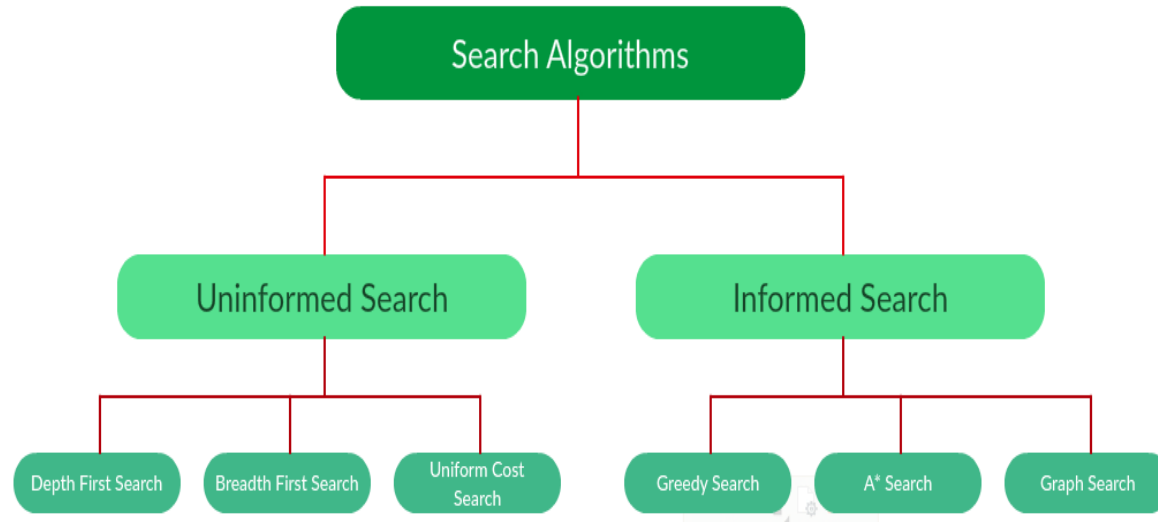 Search Algorithms
Uninformed Search
Informed Search
Depth First Search
Breadth First Search
Uniform Cost
Search
Greedy Search
A* Search
Graph Search